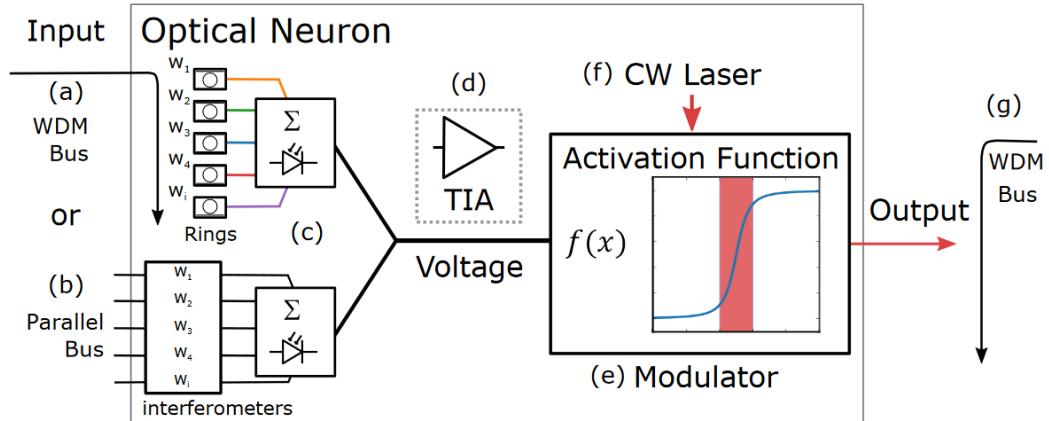 Input
(a)
WDM
Bus
or
(b)
Parallel
Bus
Optical Neuron
W1
W2
W3
W4
Wi
Rings
Σ
(c)
W1
W2
W3
W4
Wi
interferometers
Σ
(d)
TIA
Voltage
(f)
CW Laser
Activation Function
f(x)
(e) Modulator
Output
(g)
WDM
Bus